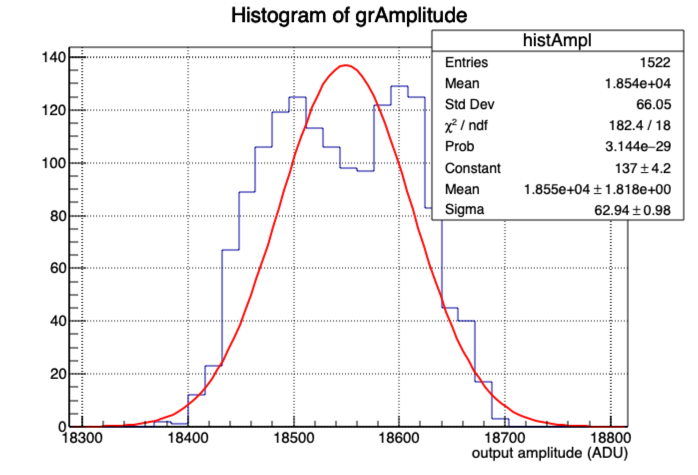 Histogram of grAmplitude
histAmpl
Entries 1522
Mean 1.854e+04
Std Dev 66.05
χ² / ndf 182.4 / 18
Prob 3.144e−29
Constant 137 ± 4.2
Mean 1.855e+04 ± 1.818e+00
Sigma 62.94 ± 0.98
140
120
100
80
60
40
20
0
18300 18400 18500 18600 18700 18800
output amplitude (ADU)